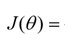 J(θ) =